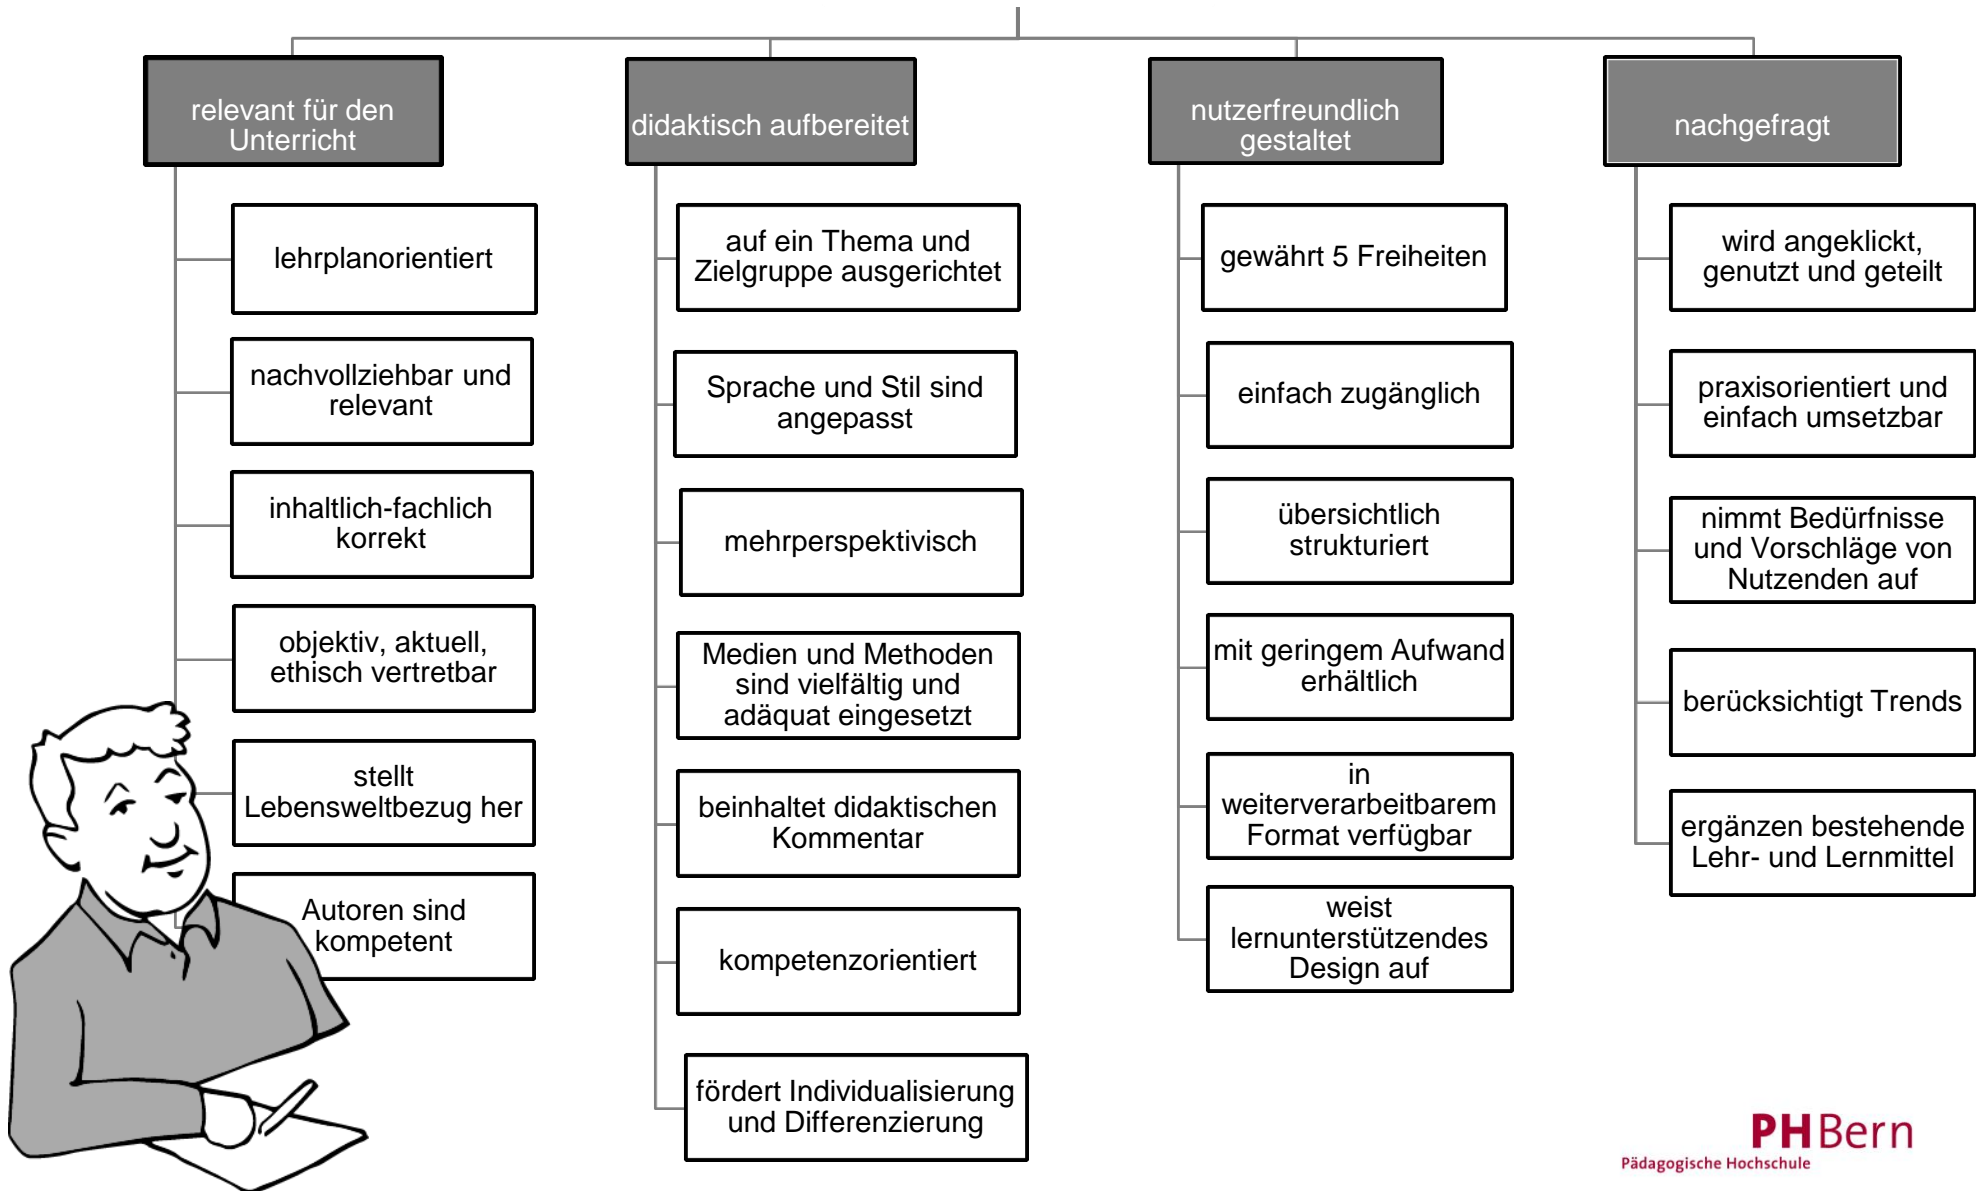 relevant für den
Unterricht
lehrplanorientiert
nachvollziehbar und
relevant
inhaltlich-fachlich
korrekt
objektiv, aktuell,
ethisch vertretbar
stellt
Lebensweltbezug her
Autoren sind
kompetent
didaktisch aufbereitet
auf ein Thema und
Zielgruppe ausgerichtet
Sprache und Stil sind
angepasst
mehrperspektivisch
Medien und Methoden
sind vielfältig und
adäquat eingesetzt
beinhaltet didaktischen
Kommentar
kompetenzorientiert
fördert Individualisierung
und Differenzierung
nutzerfreundlich
gestaltet
gewährt 5 Freiheiten
einfach zugänglich
übersichtlich
strukturiert
mit geringem Aufwand
erhältlich
in
weiterverarbeitbarem
Format verfügbar
weist
lernunterstützendes
Design auf
nachgefragt
wird angeklickt,
genutzt und geteilt
praxisorientiert und
einfach umsetzbar
nimmt Bedürfnisse
und Vorschläge von
Nutzenden auf
berücksichtigt Trends
ergänzen bestehende
Lehr- und Lernmittel
PHBern
Pädagogische Hochschule